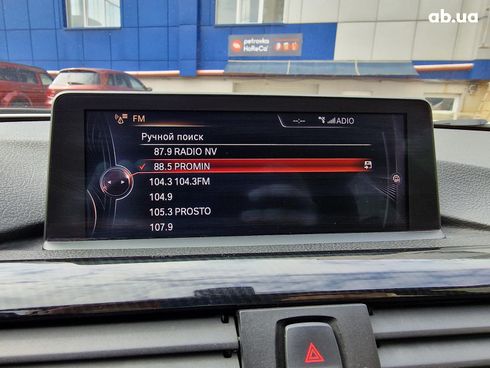 ab.ua
petrovka
HoReCa
FM
--:--
ADIO
Ручной поиск
87.9 RADIO NV
88.5 PROMIN
104.3 104.3FM
104.9
105.3 PROSTO
107.9